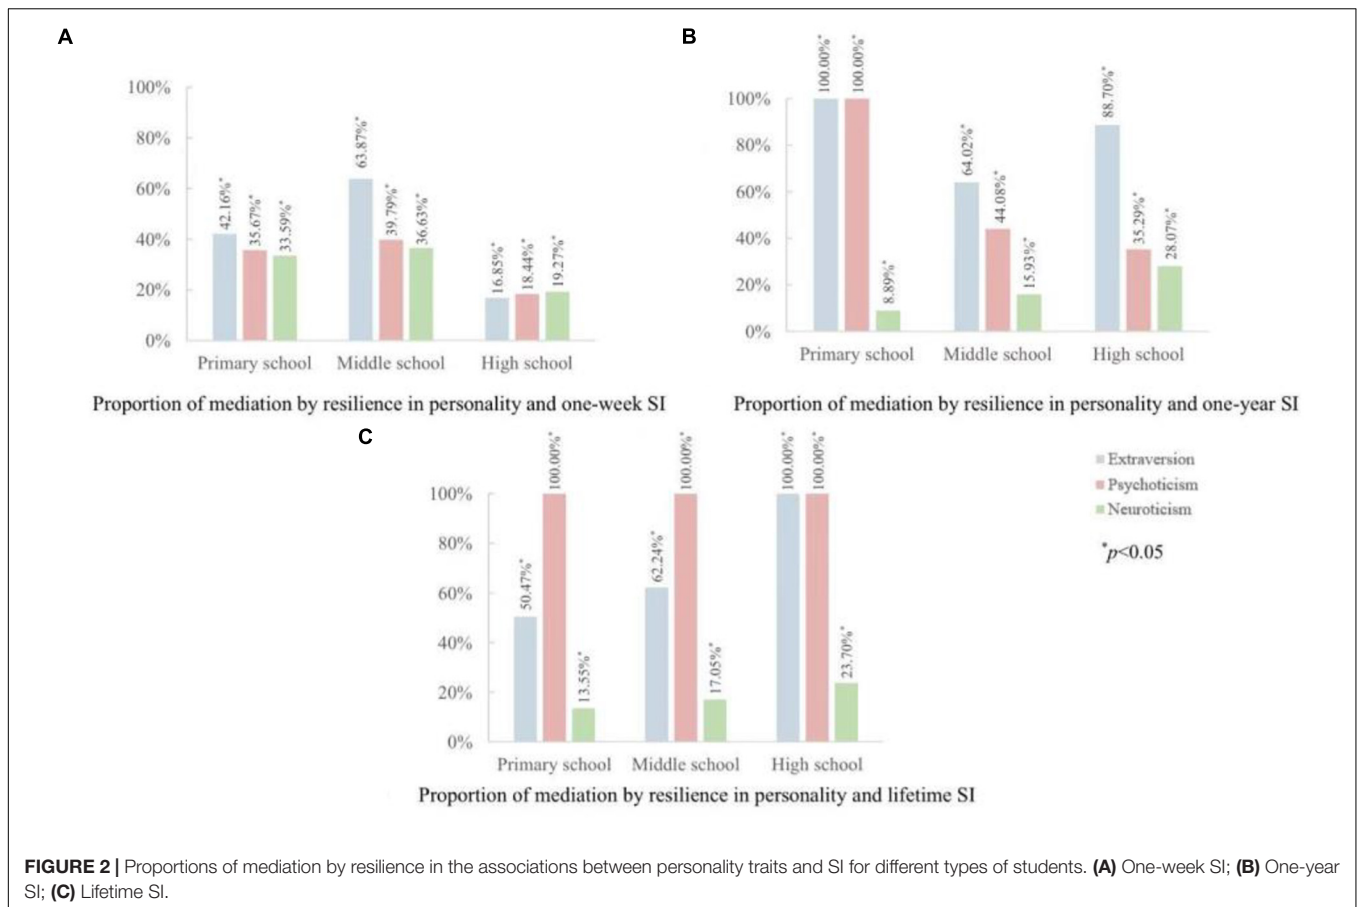 A
100%
80%
60%
40%
20%
0%
42.16%*
35.67%*
33.59%*
63.87%*
39.79%*
36.63%*
16.85%*
18.44%*
19.27%*
Primary school
Middle school
High school
Proportion of mediation by resilience in personality and one-week SI
B
100%
80%
60%
40%
20%
0%
100.00%*
100.00%*
8.89%*
64.02%*
44.08%*
15.93%*
88.70%*
35.29%*
28.07%*
Primary school
Middle school
High school
Proportion of mediation by resilience in personality and one-year SI
C
100%
80%
60%
40%
20%
0%
50.47%*
100.00%*
13.55%*
62.24%*
100.00%*
17.05%*
100.00%*
100.00%*
23.70%*
Primary school
Middle school
High school
Proportion of mediation by resilience in personality and lifetime SI
Extraversion
Psychoticism
Neuroticism
*p<0.05
FIGURE 2 | Proportions of mediation by resilience in the associations between personality traits and SI for different types of students. (A) One-week SI; (B) One-year
SI; (C) Lifetime SI.